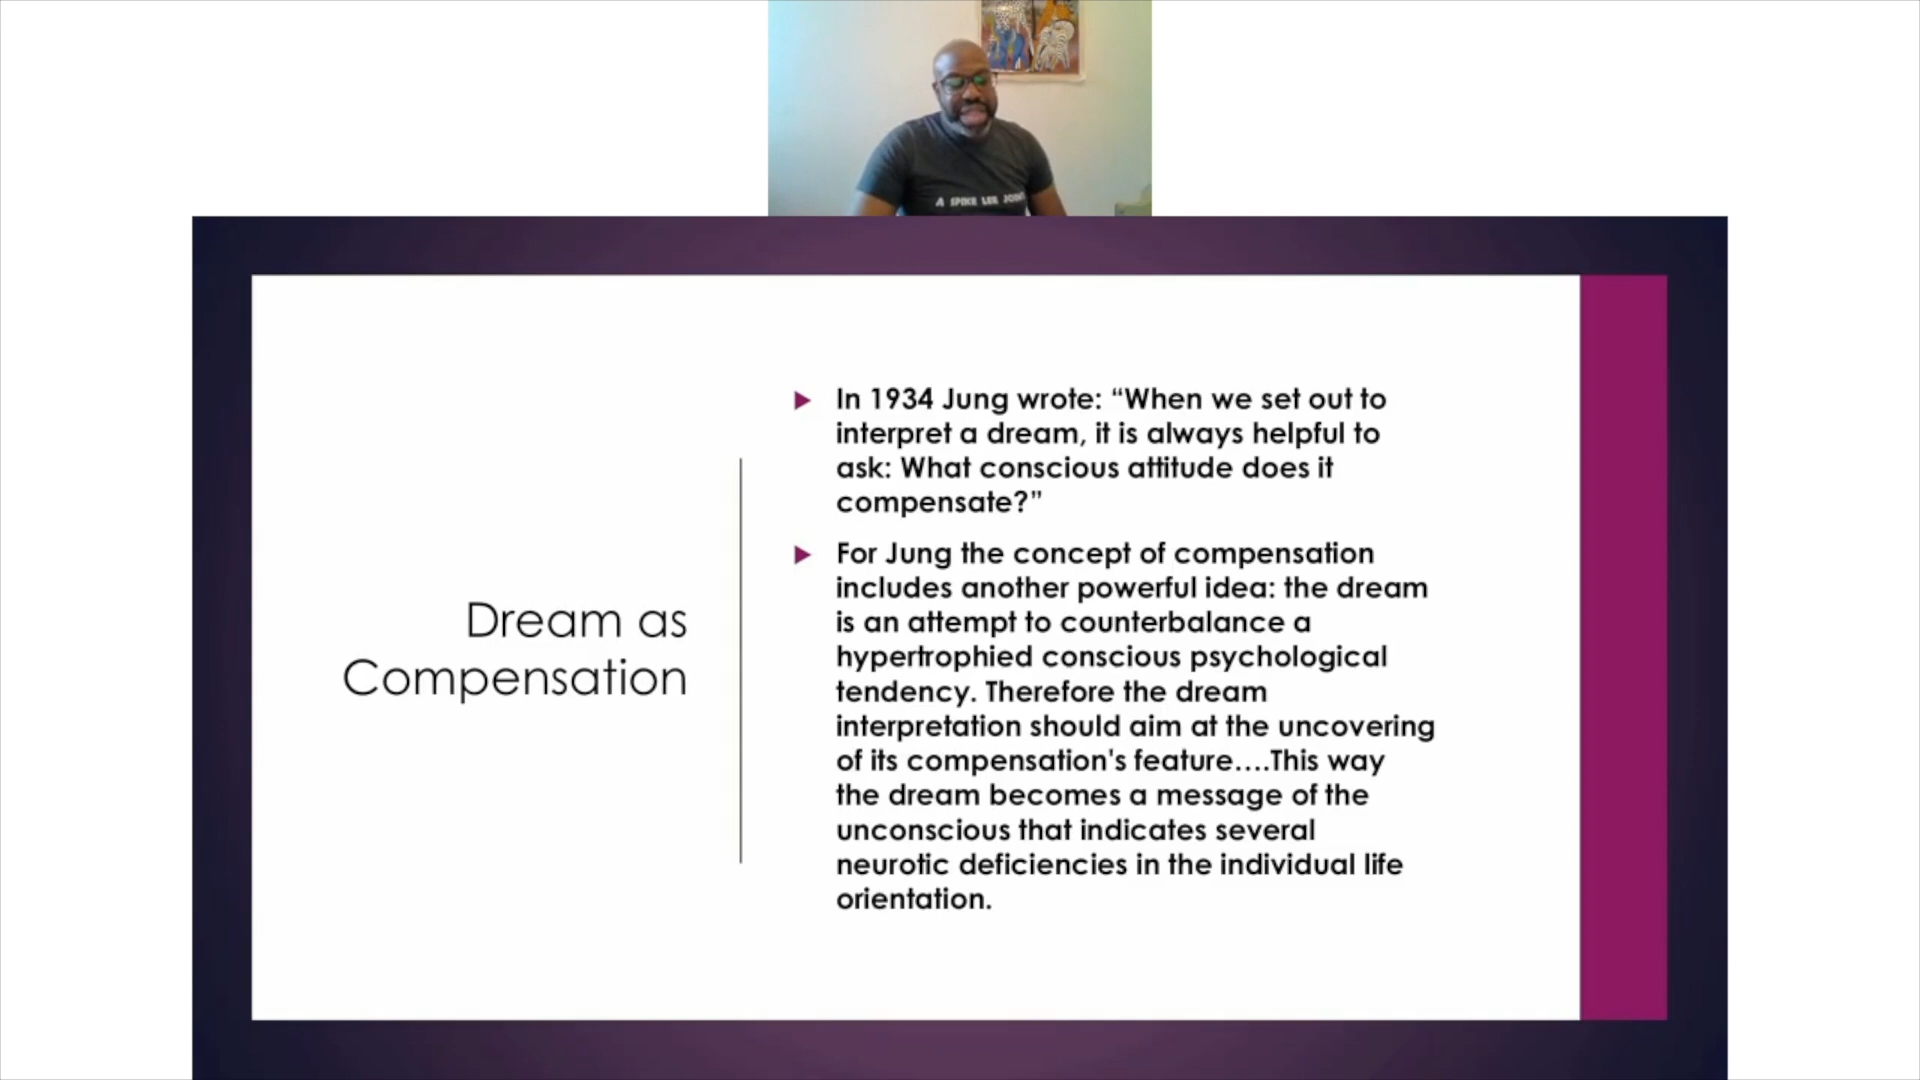 A SPIKE LEE JOINT
Dream as
Compensation
In 1934 Jung wrote: “When we set out to
interpret a dream, it is always helpful to
ask: What conscious attitude does it
compensate?”
For Jung the concept of compensation
includes another powerful idea: the dream
is an attempt to counterbalance a
hypertrophied conscious psychological
tendency. Therefore the dream
interpretation should aim at the uncovering
of its compensation's feature....This way
the dream becomes a message of the
unconscious that indicates several
neurotic deficiencies in the individual life
orientation.